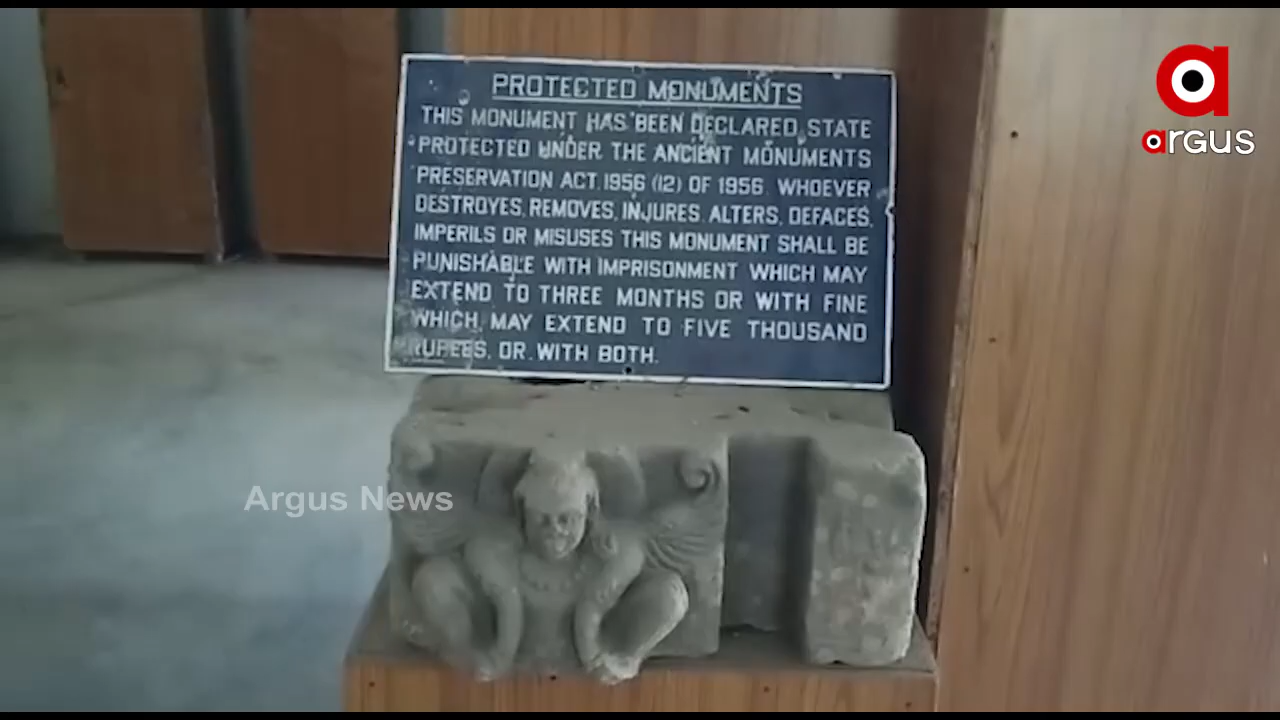 PROTECTED MONUMENTS
THIS MONUMENT HAS BEEN DECLARED, STATE
PROTECTED UNDER THE ANCIENT MONUMENTS
PRESERVATION ACT 1956 (12) OF 1956. WHOEVER
DESTROYES, REMOVES, INJURES, ALTERS, DEFACES,
IMPERILS OR MISUSES THIS MONUMENT SHALL BE
PUNISHABLE WITH IMPRISONMENT WHICH MAY
EXTEND TO THREE MONTHS OR WITH FINE
WHICH MAY EXTEND TO FIVE THOUSAND
RUPEES, OR WITH BOTH.
a
argus
Argus News